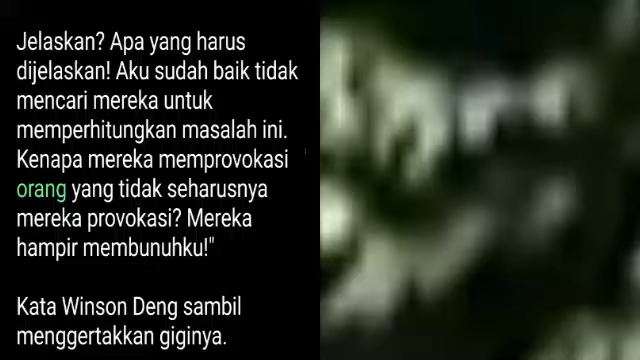 Jelaskan? Apa yang harus
dijelaskan! Aku sudah baik tidak
mencari mereka untuk
memperhitungkan masalah ini.
Kenapa mereka memprovokasi
orang yang tidak seharusnya
mereka provokasi? Mereka
hampir membunuhku!"
Kata Winson Deng sambil
menggertakkan giginya.